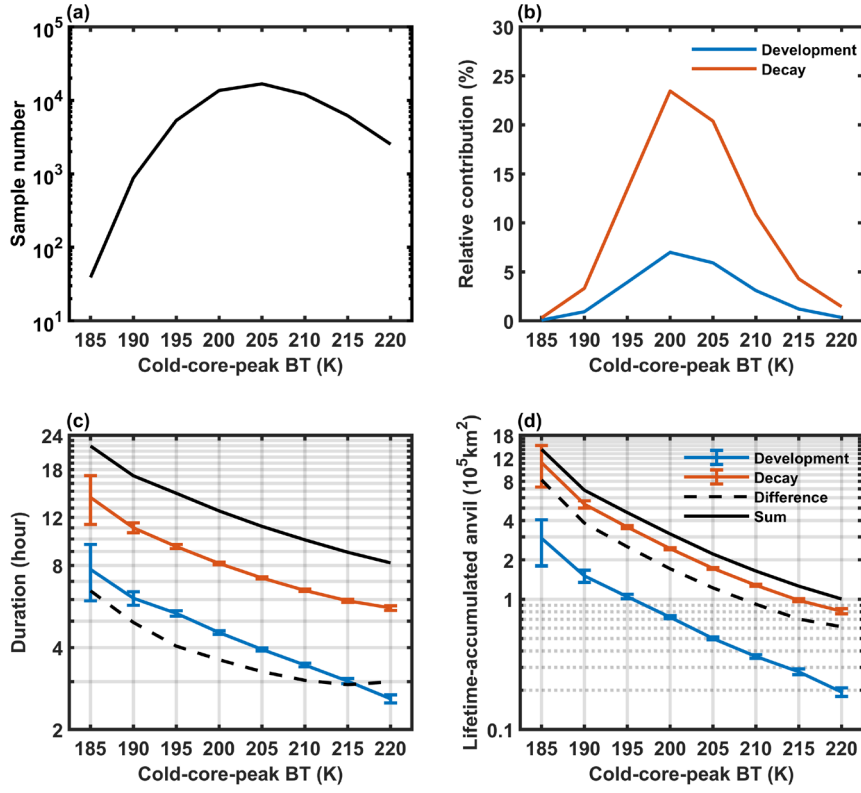 (a)
10^5
10^4
10^3
10^2
10^1
Sample number
185 190 195 200 205 210 215 220
Cold-core-peak BT (K)
(b)
30
25
20
15
10
5
0
Relative contribution (%)
Development
Decay
185 190 195 200 205 210 215 220
Cold-core-peak BT (K)
(c)
24
18
12
8
4
2
Duration (hour)
185 190 195 200 205 210 215 220
Cold-core-peak BT (K)
(d)
18
12
8
4
2
1
0.1
Lifetime-accumulated anvil (10^5km^2)
Development
Decay
Difference
Sum
185 190 195 200 205 210 215 220
Cold-core-peak BT (K)